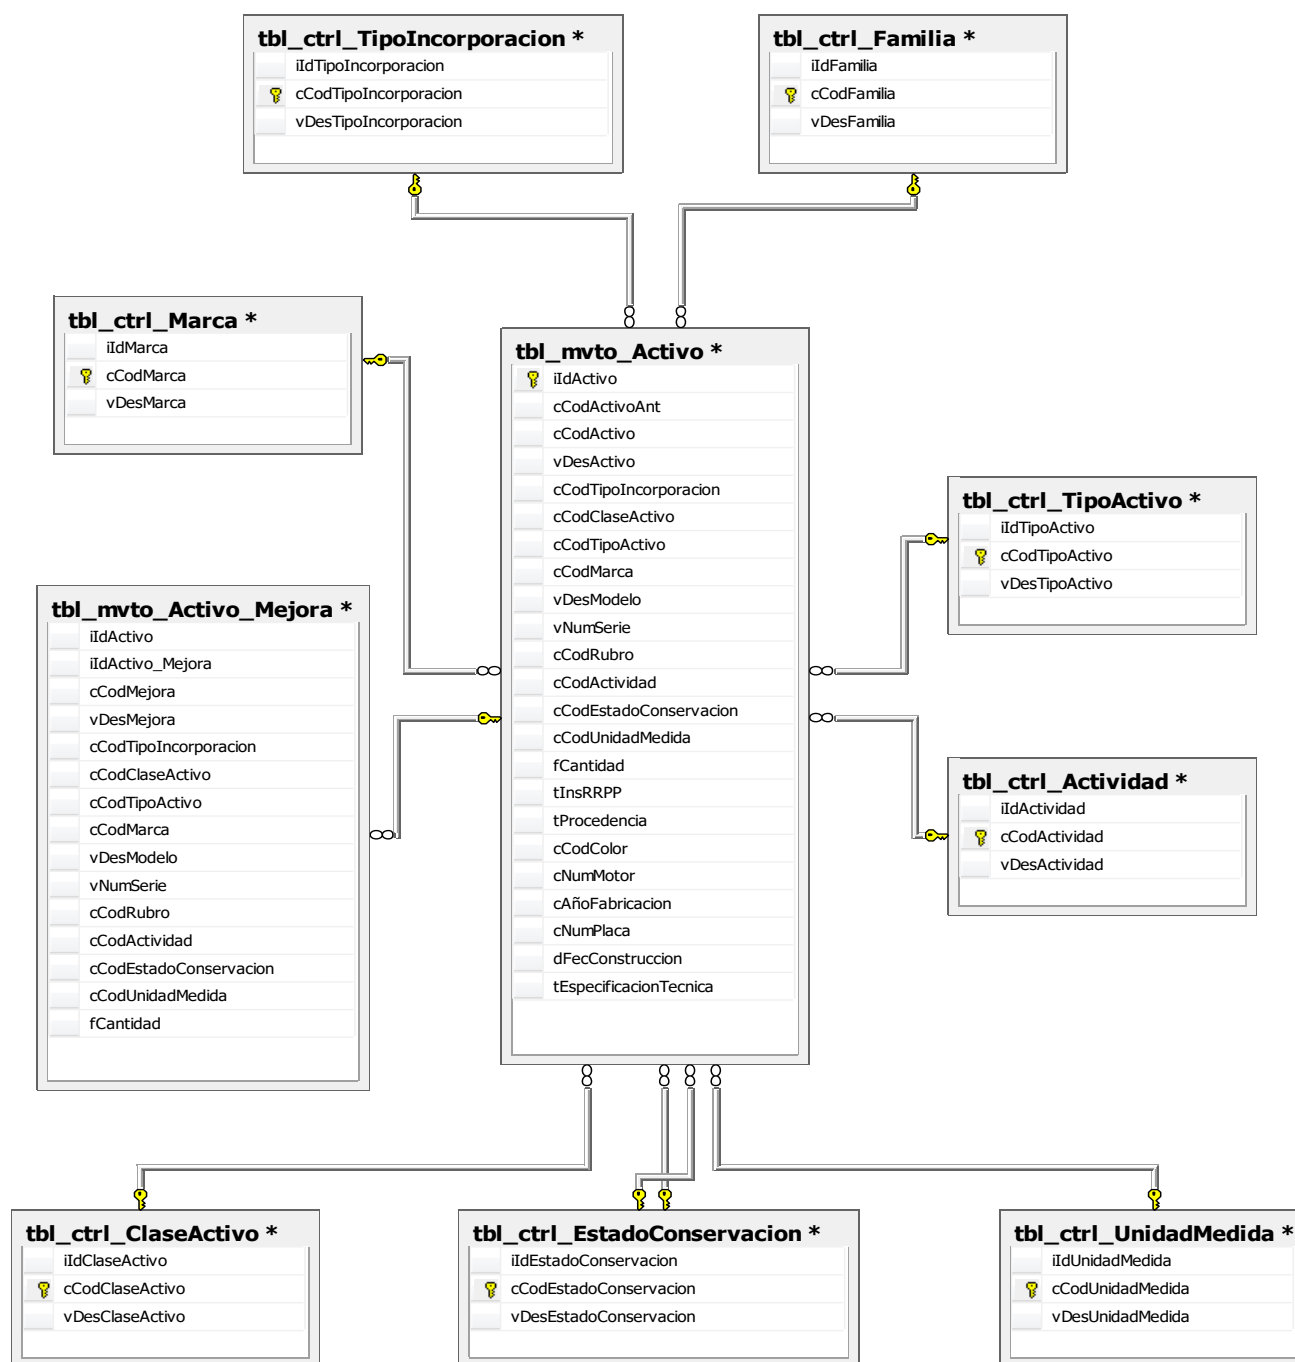 tbl_ctrl_TipoIncorporacion *
iIdTipoIncorporacion
cCodTipoIncorporacion
vDesTipoIncorporacion
tbl_ctrl_Familia *
iIdFamilia
cCodFamilia
vDesFamilia
tbl_ctrl_Marca *
iIdMarca
cCodMarca
vDesMarca
tbl_mvto_Activo *
iIdActivo
cCodActivoAnt
cCodActivo
vDesActivo
cCodTipoIncorporacion
cCodClaseActivo
cCodTipoActivo
cCodMarca
vDesModelo
vNumSerie
cCodRubro
cCodActividad
cCodEstadoConservacion
cCodUnidadMedida
fCantidad
tInsRRPP
tProcedencia
cCodColor
cNumMotor
cAñoFabricacion
cNumPlaca
dFecConstruccion
tEspecificacionTecnica
tbl_ctrl_TipoActivo *
iIdTipoActivo
cCodTipoActivo
vDesTipoActivo
tbl_mvto_Activo_Mejora *
iIdActivo
iIdActivo_Mejora
cCodMejora
vDesMejora
cCodTipoIncorporacion
cCodClaseActivo
cCodTipoActivo
cCodMarca
vDesModelo
vNumSerie
cCodRubro
cCodActividad
cCodEstadoConservacion
cCodUnidadMedida
fCantidad
tbl_ctrl_Actividad *
iIdActividad
cCodActividad
vDesActividad
tbl_ctrl_ClaseActivo *
iIdClaseActivo
cCodClaseActivo
vDesClaseActivo
tbl_ctrl_EstadoConservacion *
iIdEstadoConservacion
cCodEstadoConservacion
vDesEstadoConservacion
tbl_ctrl_UnidadMedida *
iIdUnidadMedida
cCodUnidadMedida
vDesUnidadMedida